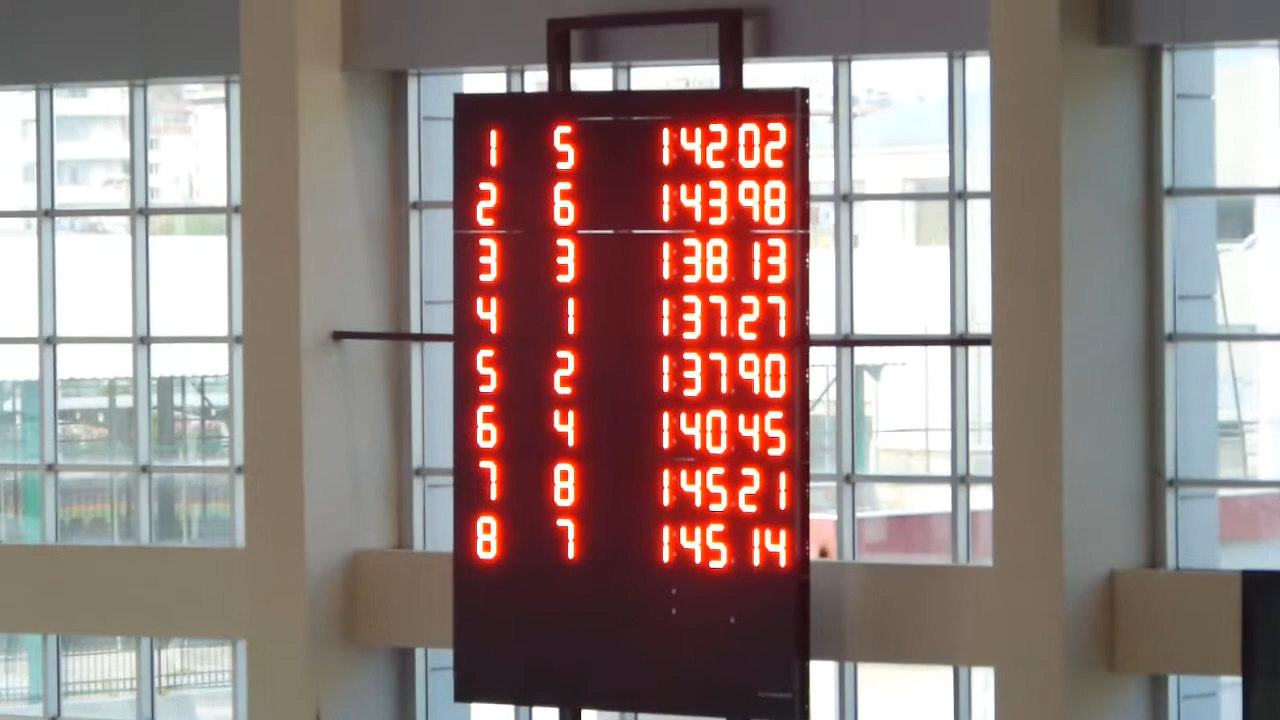 1 5 1:42.02
2 6 1:43.98
3 3 1:38.13
4 1 1:37.27
5 2 1:37.90
6 4 1:40.45
7 8 1:45.21
8 7 1:45.14